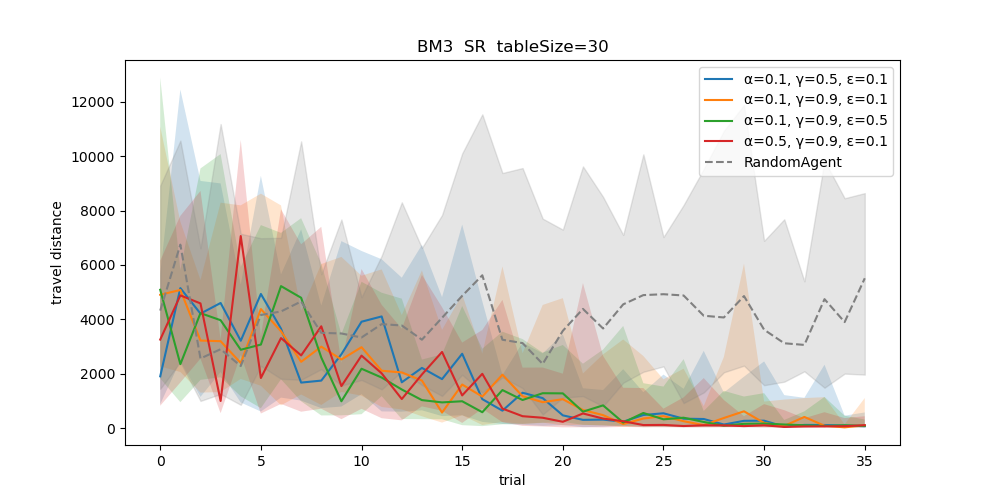 BM3  SR  tableSize=30
α=0.1, γ=0.5, ε=0.1
α=0.1, γ=0.9, ε=0.1
α=0.1, γ=0.9, ε=0.5
α=0.5, γ=0.9, ε=0.1
RandomAgent
travel distance
12000
10000
8000
6000
4000
2000
0
0 5 10 15 20 25 30 35
trial